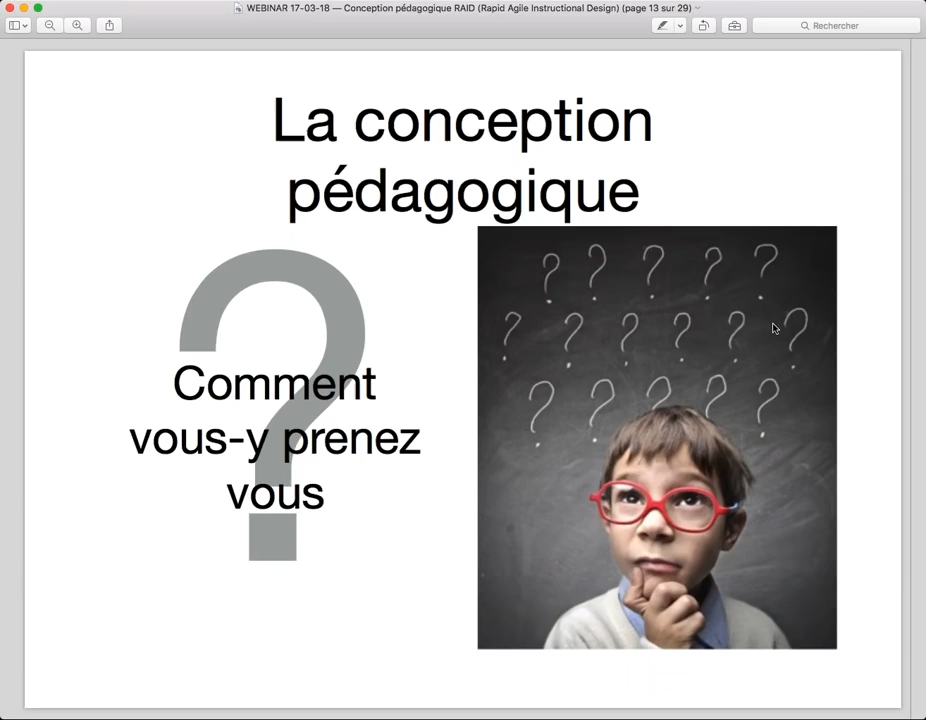 WEBINAR 17-03-18 — Conception pédagogique RAID (Rapid Agile Instructional Design) (page 13 sur 29)
Rechercher
La conception
pédagogique
?
Comment
vous-y prenez
vous
? ? ? ? ?
? ? ? ? ? ?
? ? ? ? ?